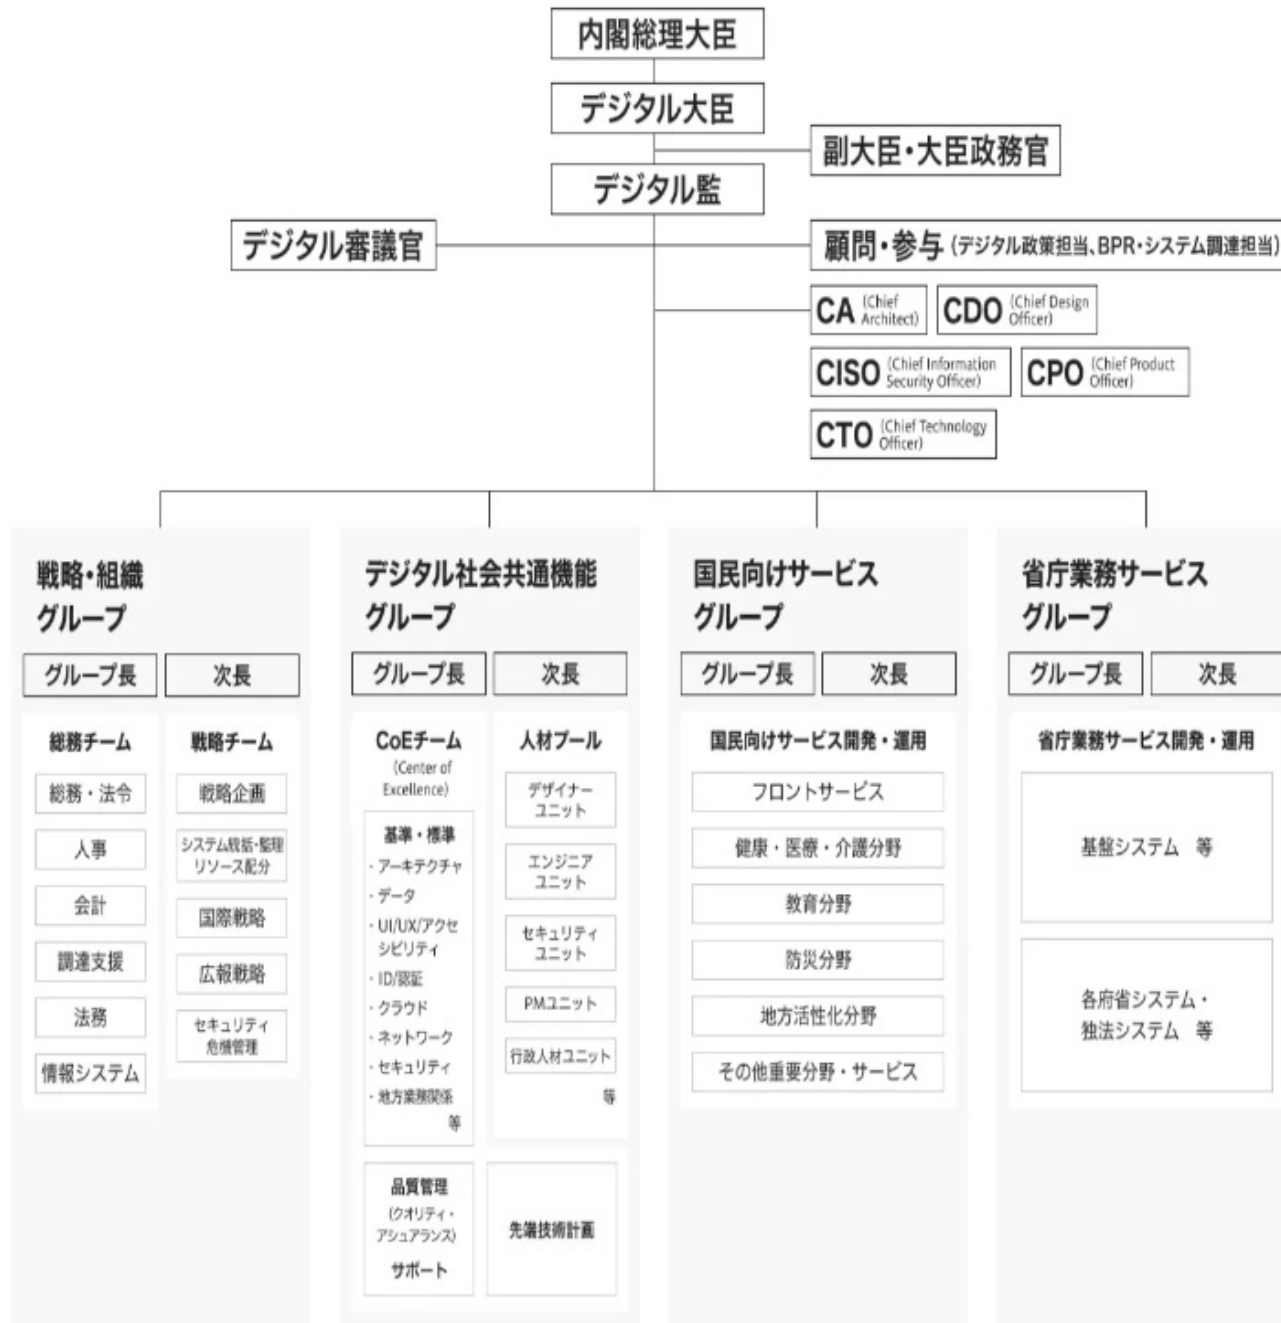 内閣総理大臣
デジタル大臣
副大臣・大臣政務官
デジタル監
デジタル審議官
顧問・参与(デジタル政策担当、BPR・システム調達担当)
CA (Chief
Architect)
CDO (Chief Design
Officer)
CISO (Chief Information
Security Officer)
CPO (Chief Product
Officer)
CTO (Chief Technology
Officer)
戦略・組織
グループ
グループ長
次長
総務チーム
総務・法令
人事
会計
調達支援
法務
情報システム
戦略チーム
戦略企画
システム統括・監理
リソース配分
国際戦略
広報戦略
セキュリティ
危機管理
デジタル社会共通機能
グループ
グループ長
次長
CoEチーム
(Center of
Excellence)
基準・標準
・アーキテクチャ
・データ
・UI/UX/アクセ
シビリティ
・ID/認証
・クラウド
・ネットワーク
・セキュリティ
・地方業務関係
等
品質管理
(クオリティ・
アシュアランス)
サポート
人材プール
デザイナー
ユニット
エンジニア
ユニット
セキュリティ
ユニット
PMユニット
行政人材ユニット
等
先端技術計画
国民向けサービス
グループ
グループ長
次長
国民向けサービス開発・運用
フロントサービス
健康・医療・介護分野
教育分野
防災分野
地方活性化分野
その他重要分野・サービス
省庁業務サービス
グループ
グループ長
次長
省庁業務サービス開発・運用
基盤システム 等
各府省システム・
独法システム 等